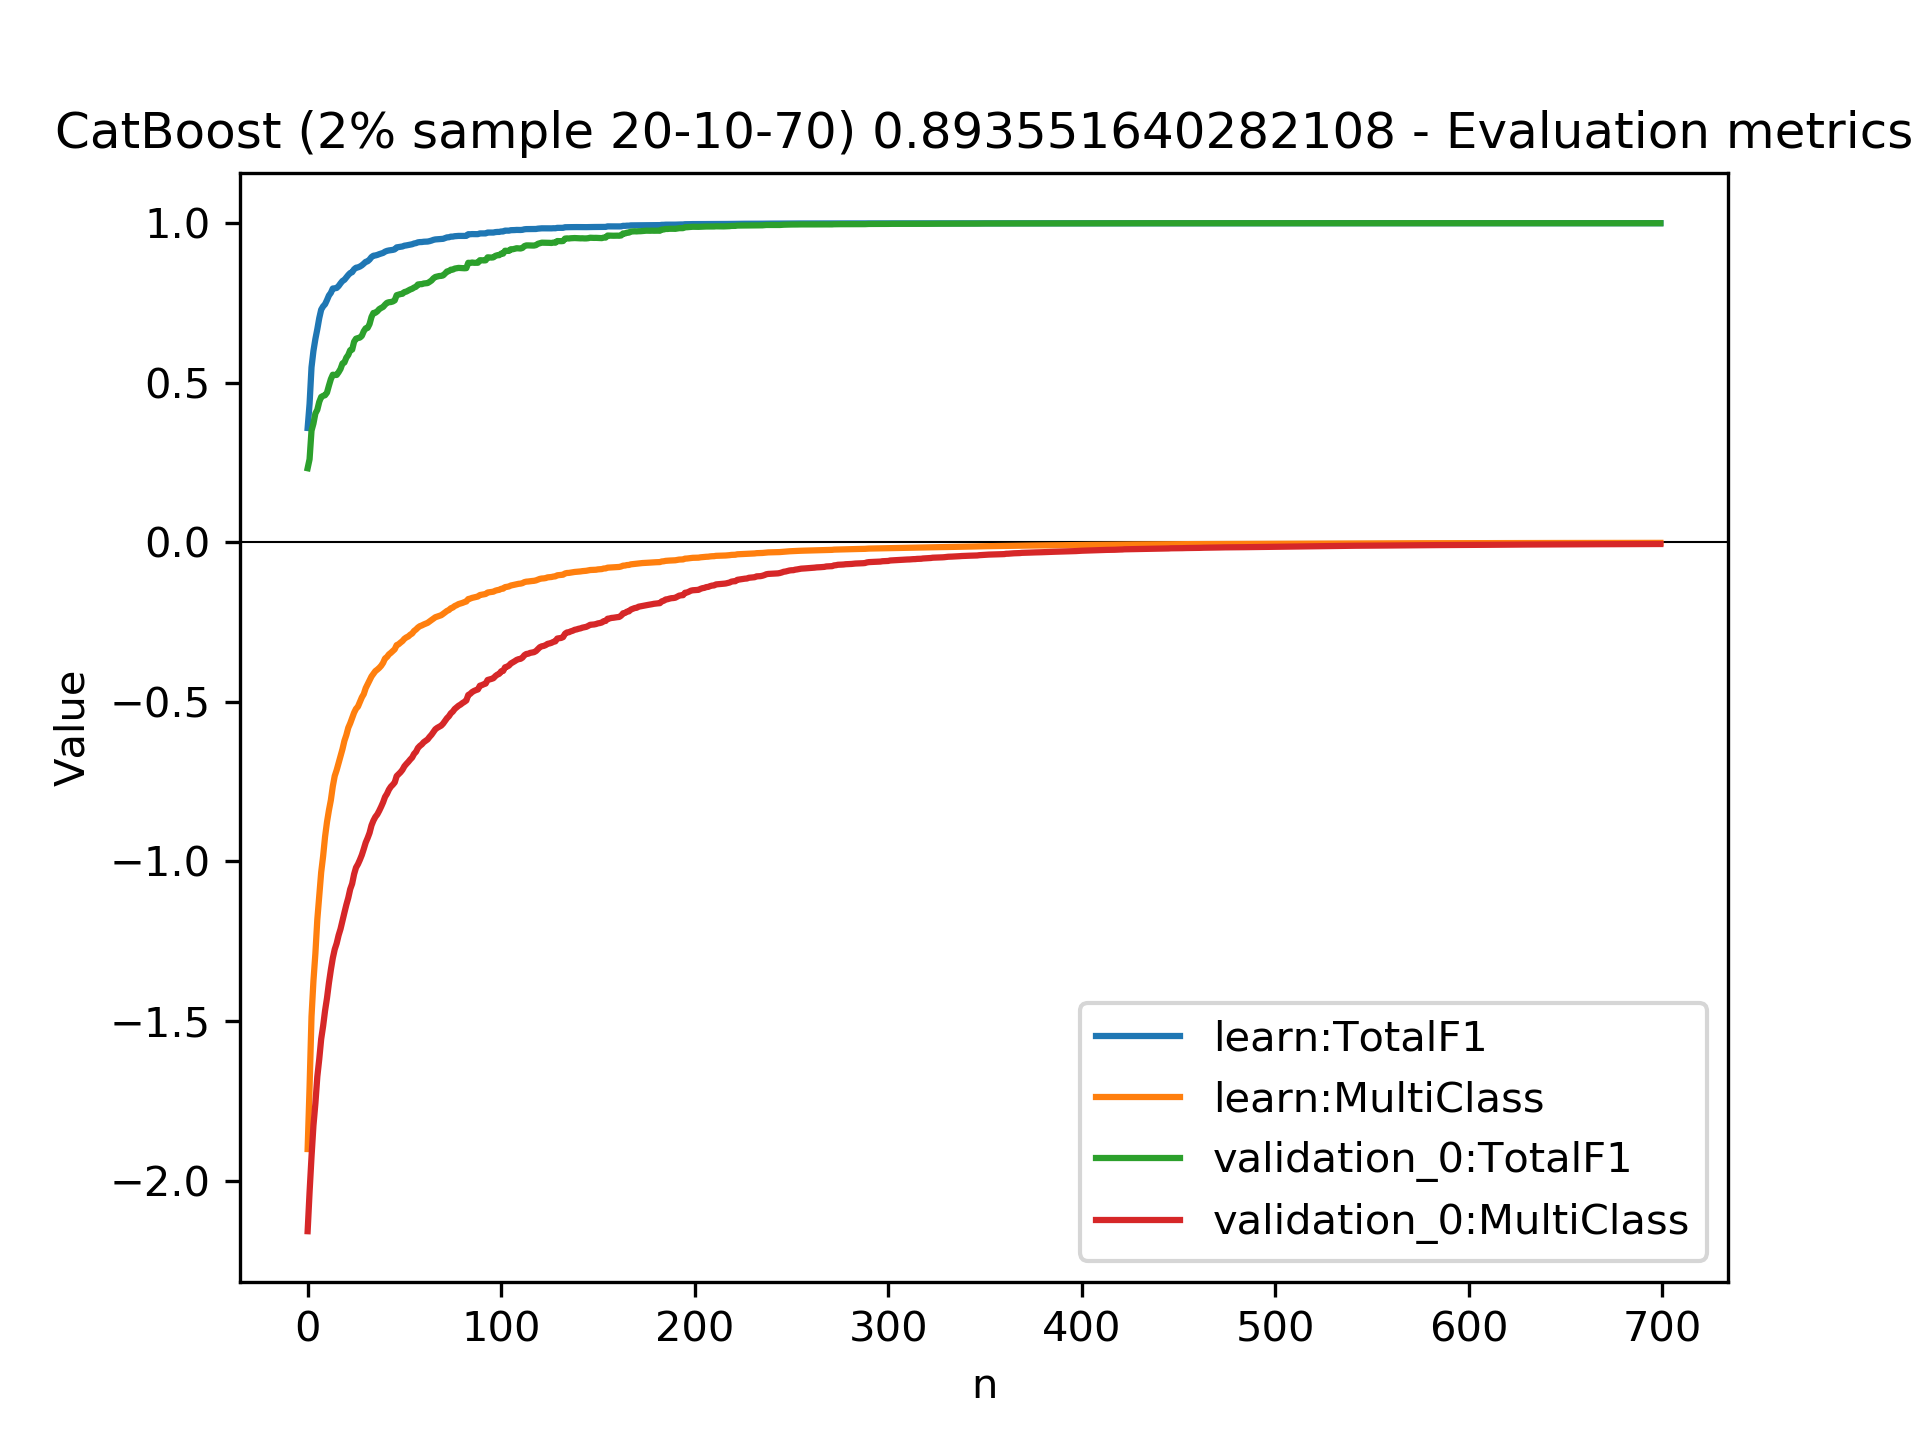 CatBoost (2% sample 20-10-70) 0.893551640282108 - Evaluation metrics
1.0
0.5
0.0
−0.5
−1.0
−1.5
−2.0
Value
learn:TotalF1
learn:MultiClass
validation_0:TotalF1
validation_0:MultiClass
0 100 200 300 400 500 600 700
n